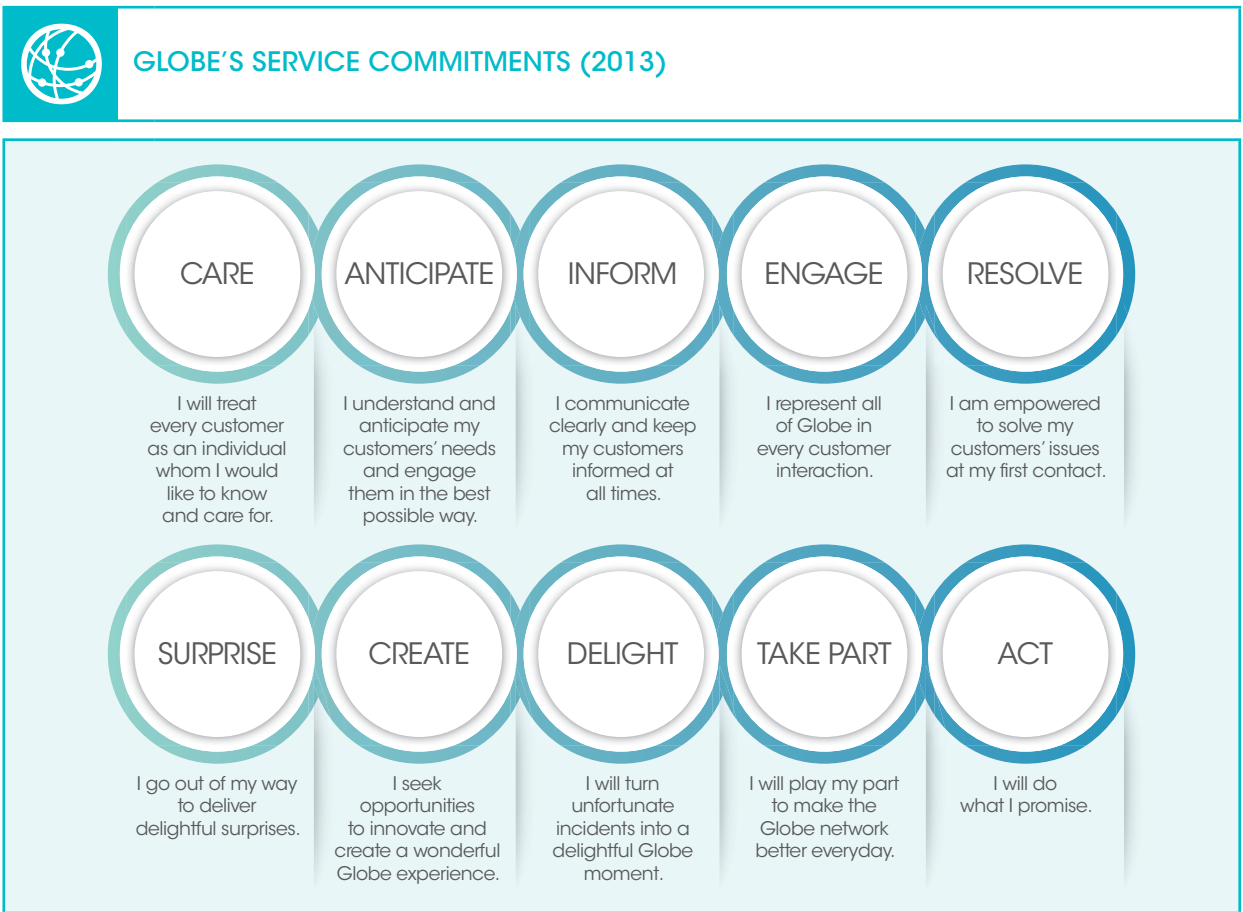 GLOBE’S SERVICE COMMITMENTS (2013)
CARE
I will treat
every customer
as an individual
whom I would
like to know
and care for.
ANTICIPATE
I understand and
anticipate my
customers’ needs
and engage
them in the best
possible way.
INFORM
I communicate
clearly and keep
my customers
informed at
all times.
ENGAGE
I represent all
of Globe in
every customer
interaction.
RESOLVE
I am empowered
to solve my
customers’ issues
at my first contact.
SURPRISE
I go out of my way
to deliver
delightful surprises.
CREATE
I seek
opportunities
to innovate and
create a wonderful
Globe experience.
DELIGHT
I will turn
unfortunate
incidents into a
delightful Globe
moment.
TAKE PART
I will play my part
to make the
Globe network
better everyday.
ACT
I will do
what I promise.